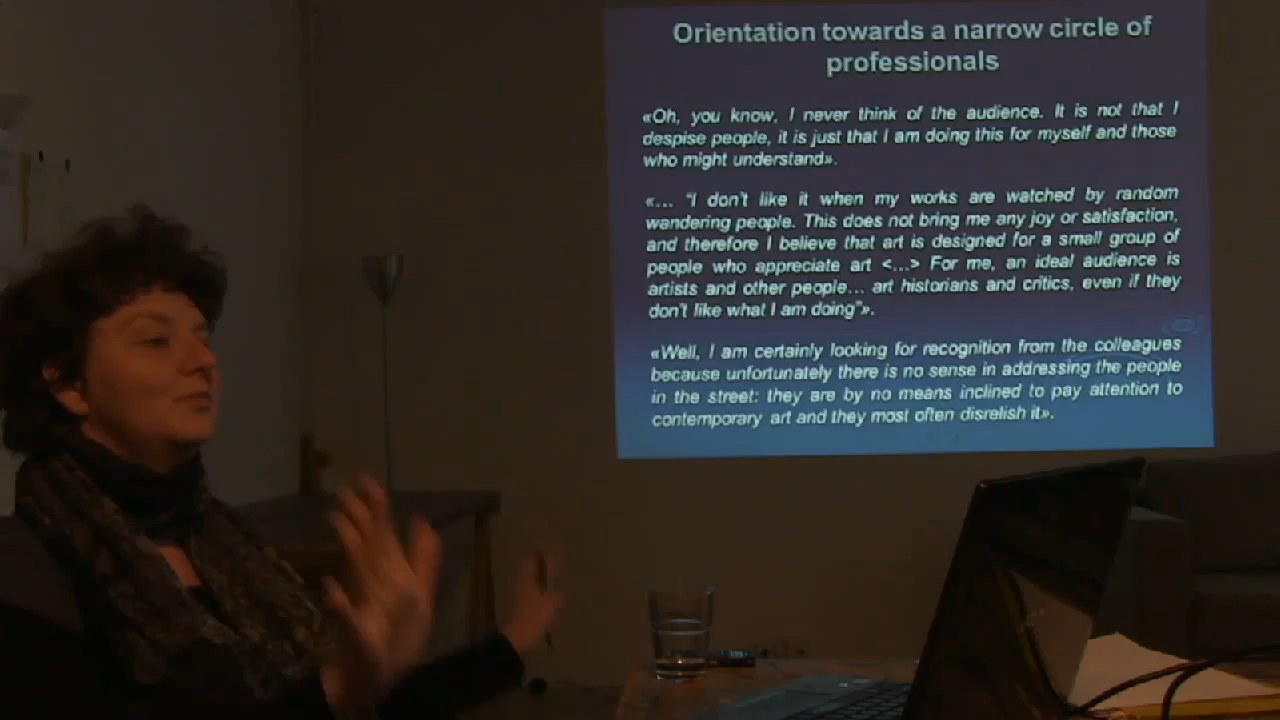 Orientation towards a narrow circle of
professionals
«Oh, you know, I never think of the audience. It is not that I
despise people, it is just that I am doing this for myself and those
who might understand».
«... "I don't like it when my works are watched by random
wandering people. This does not bring me any joy or satisfaction,
and therefore I believe that art is designed for a small group of
people who appreciate art <...> For me, an ideal audience is
artists and other people... art historians and critics, even if they
don't like what I am doing"».
«Well, I am certainly looking for recognition from the colleagues
because unfortunately there is no sense in addressing the people
in the street: they are by no means inclined to pay attention to
contemporary art and they most often disrelish it».